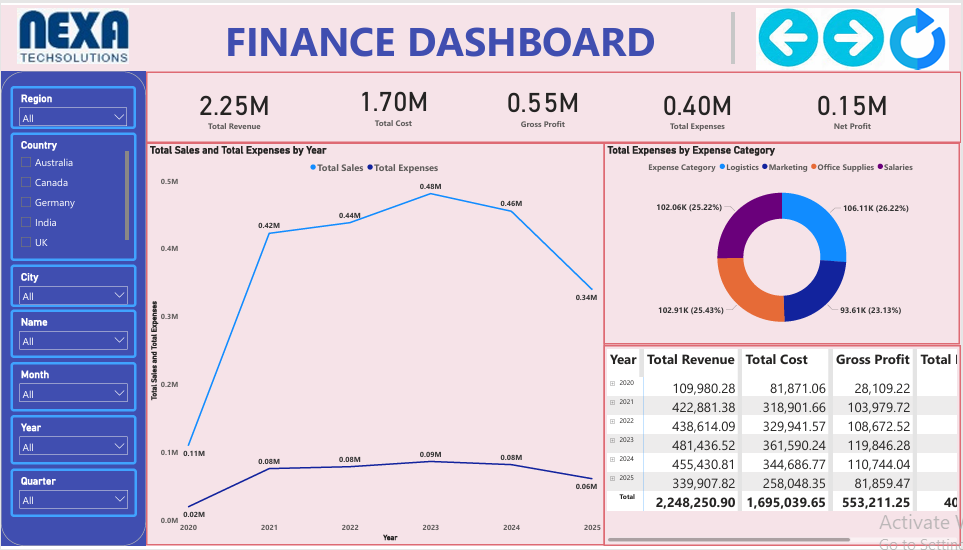 NEXA
TECHSOLUTIONS
FINANCE DASHBOARD
Region
All
Country
Australia
Canada
Germany
India
UK
City
All
Name
All
Month
All
Year
All
Quarter
All
2.25M
Total Revenue
1.70M
Total Cost
0.55M
Gross Profit
0.40M
Total Expenses
0.15M
Net Profit
Total Sales and Total Expenses by Year
Total Sales Total Expenses
Total Sales and Total Expenses
0.5M
0.4M
0.3M
0.2M
0.1M
0.0M
0.11M
0.42M
0.44M
0.48M
0.46M
0.34M
0.02M
0.08M
0.08M
0.09M
0.08M
0.06M
2020 2021 2022 2023 2024 2025
Year
Total Expenses by Expense Category
Expense Category Logistics Marketing Office Supplies Salaries
102.06K (25.22%)
106.11K (26.22%)
102.91K (25.43%)
93.61K (23.13%)
Year Total Revenue Total Cost Gross Profit Total
2020 109,980.28 81,871.06 28,109.22
2021 422,881.38 318,901.66 103,979.72
2022 438,614.09 329,941.57 108,672.52
2023 481,436.52 361,590.24 119,846.28
2024 455,430.81 344,686.77 110,744.04
2025 339,907.82 258,048.35 81,859.47
Total 2,248,250.90 1,695,039.65 553,211.25 40
Activate
Go to Settin